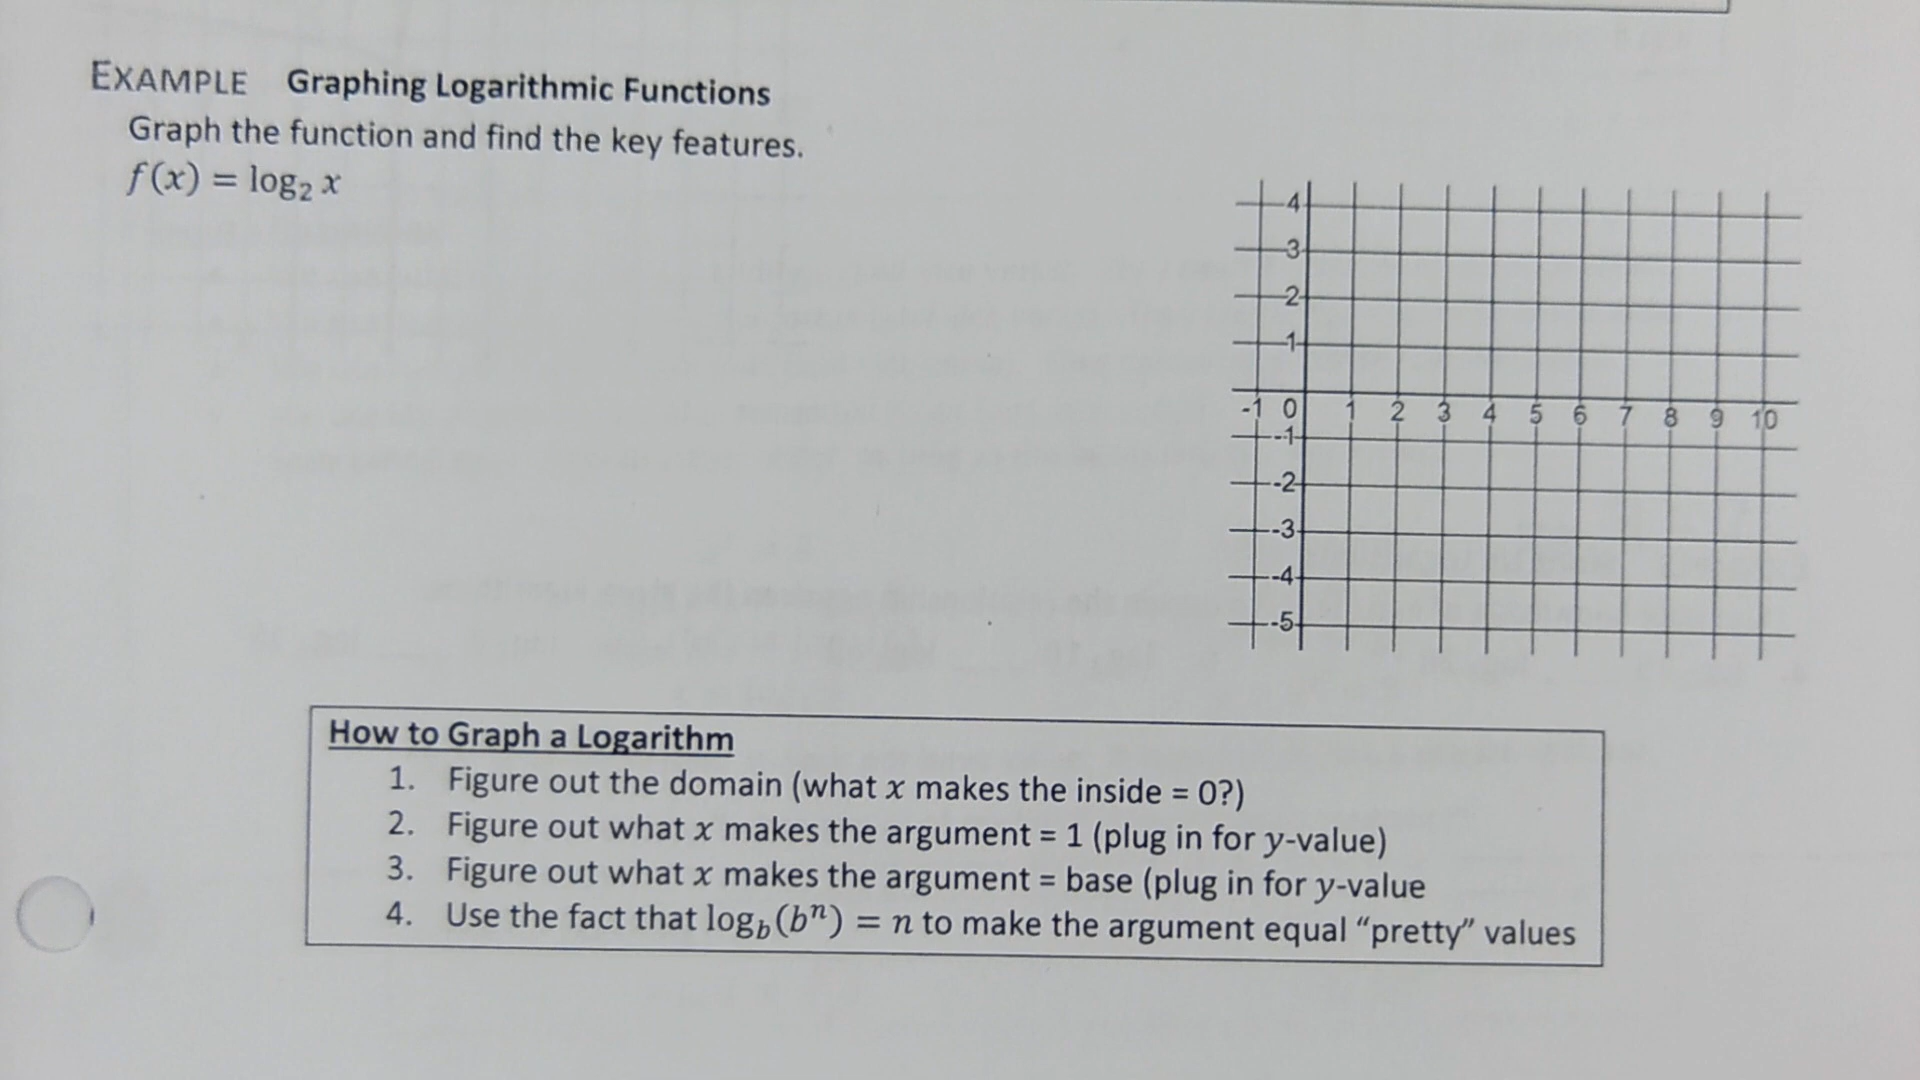 EXAMPLE Graphing Logarithmic Functions
Graph the function and find the key features.
f(x) = log₂ x
4
3
2
1
-1 0 1 2 3 4 5 6 7 8 9 10
-1
-2
-3
-4
-5
How to Graph a Logarithm
1. Figure out the domain (what x makes the inside = 0?)
2. Figure out what x makes the argument = 1 (plug in for y-value)
3. Figure out what x makes the argument = base (plug in for y-value
4. Use the fact that log_b(bⁿ) = n to make the argument equal “pretty” values